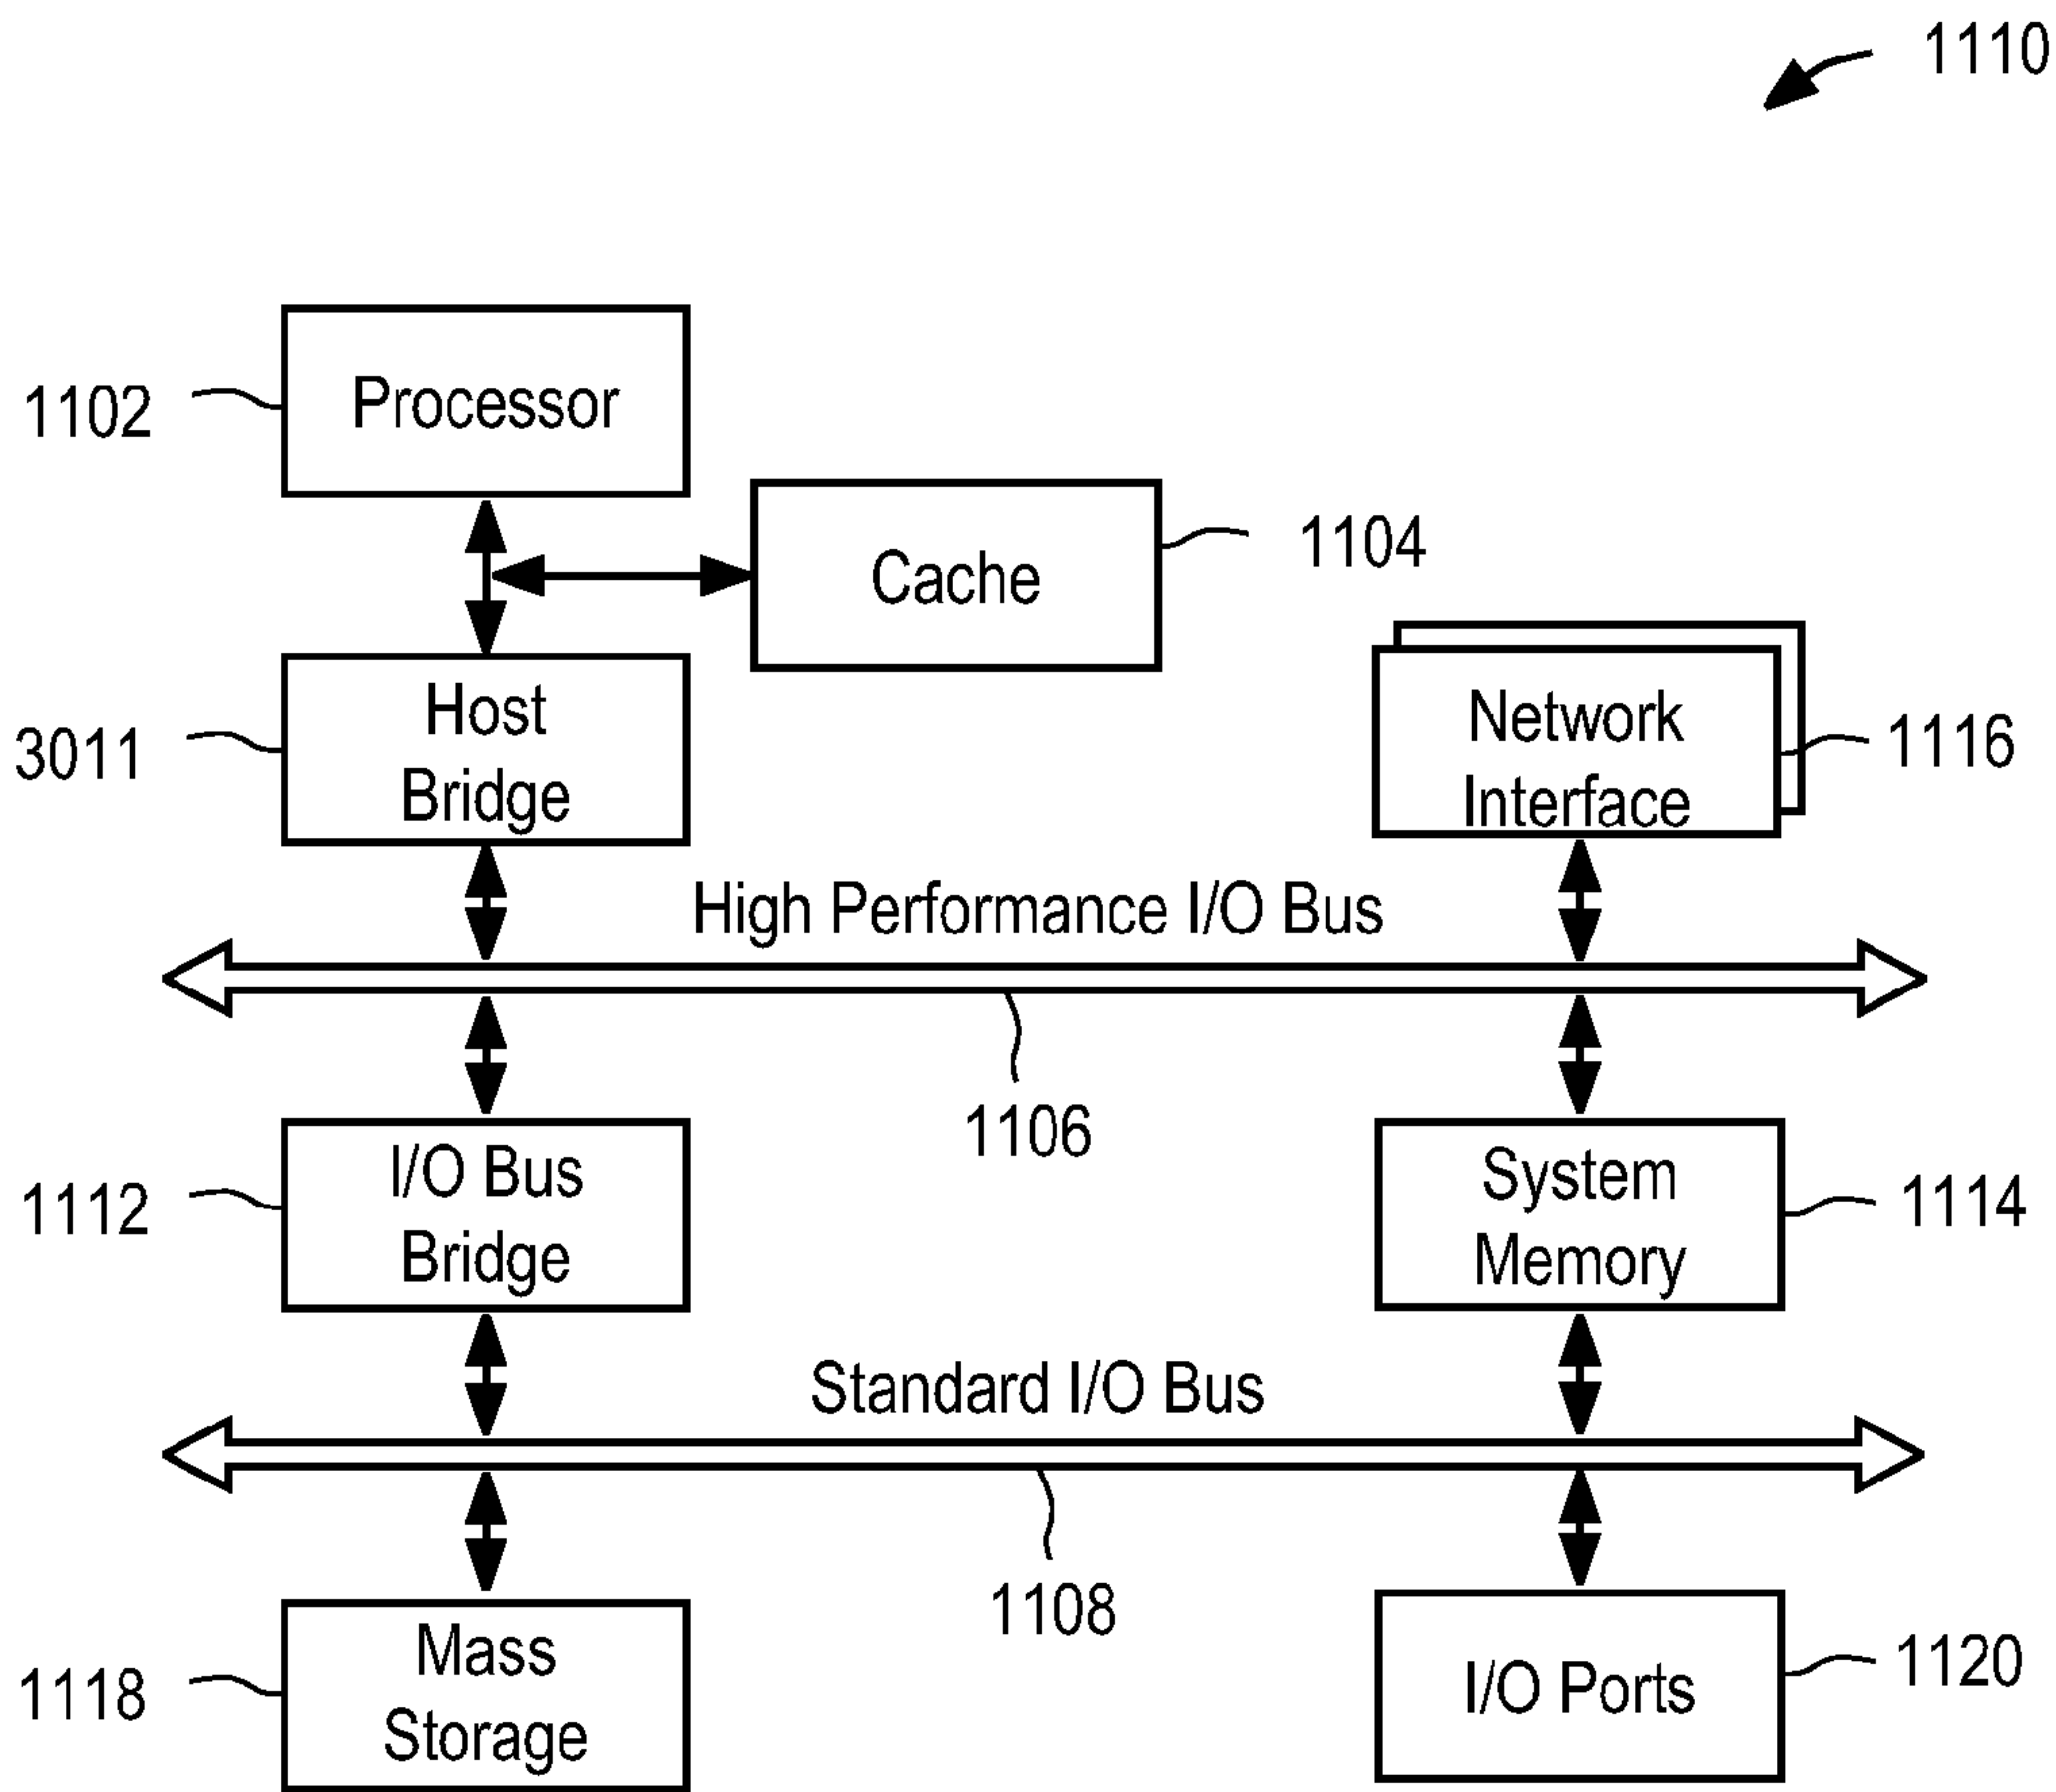 1110
Processor
1102
Cache
1104
Host
Bridge
3011
Network
Interface
1116
High Performance I/O Bus
1106
I/O Bus
Bridge
1112
System
Memory
1114
Standard I/O Bus
1108
Mass
Storage
1118
I/O Ports
1120